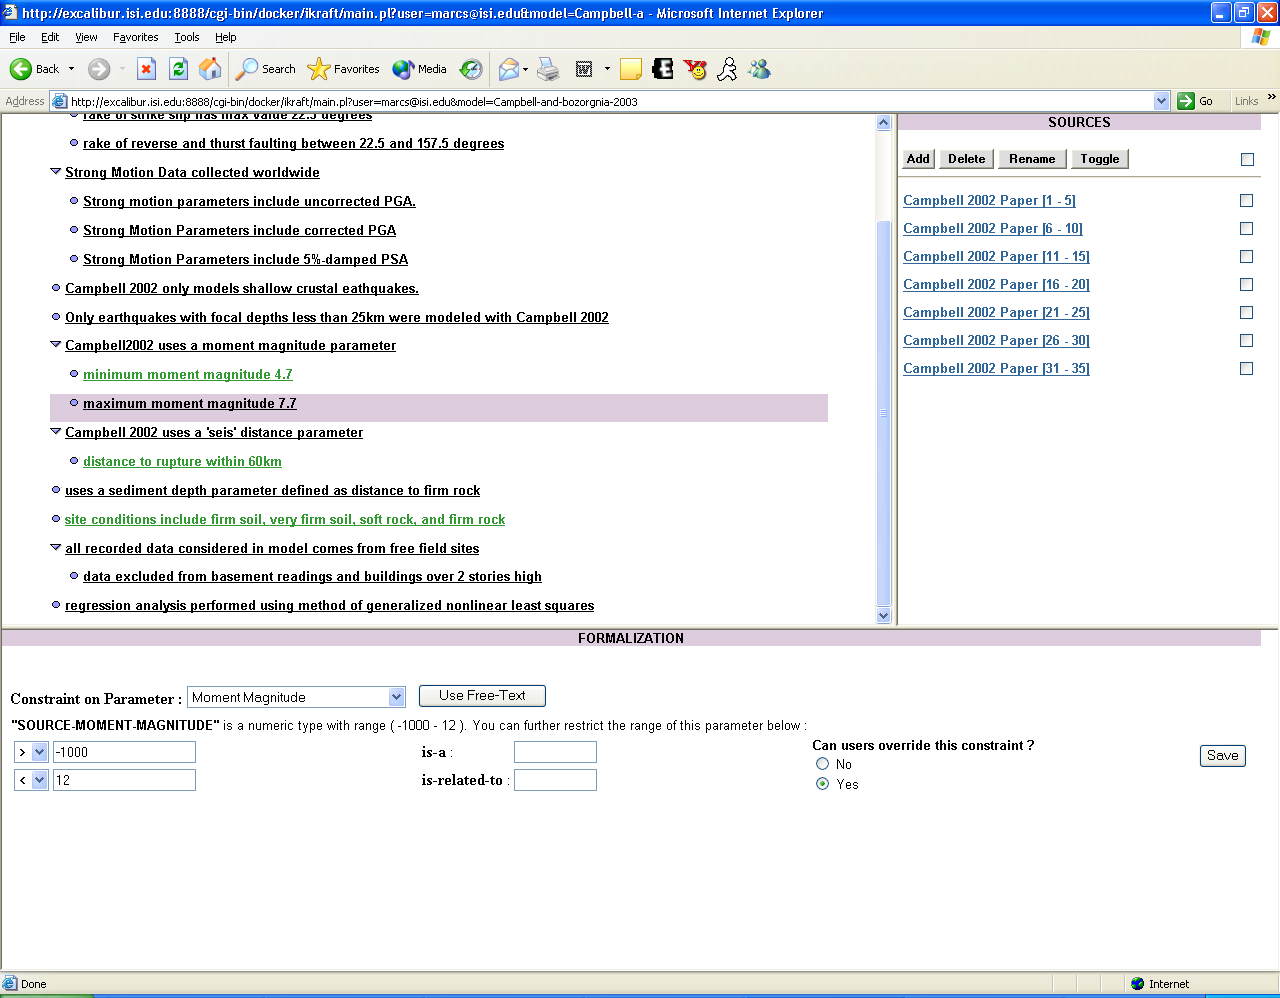 http://excalibur.isi.edu:8888/cgi-bin/docker/ikraft/main.pl?user=marcs@isi.edu&model=Campbell-a - Microsoft Internet Explorer
File Edit View Favorites Tools Help
Back Search Favorites Media
Address http://excalibur.isi.edu:8888/cgi-bin/docker/ikraft/main.pl?user=marcs@isi.edu&model=Campbell-and-bozorgnia-2003 Go Links »
rake of strike slip has max value 22.5 degrees
rake of reverse and thurst faulting between 22.5 and 157.5 degrees
Strong Motion Data collected worldwide
Strong motion parameters include uncorrected PGA.
Strong Motion Parameters include corrected PGA
Strong Motion Parameters include 5%-damped PSA
Campbell 2002 only models shallow crustal eathquakes.
Only earthquakes with focal depths less than 25km were modeled with Campbell 2002
Campbell2002 uses a moment magnitude parameter
minimum moment magnitude 4.7
maximum moment magnitude 7.7
Campbell 2002 uses a 'seis' distance parameter
distance to rupture within 60km
uses a sediment depth parameter defined as distance to firm rock
site conditions include firm soil, very firm soil, soft rock, and firm rock
all recorded data considered in model comes from free field sites
data excluded from basement readings and buildings over 2 stories high
regression analysis performed using method of generalized nonlinear least squares
SOURCES
Add Delete Rename Toggle
Campbell 2002 Paper [1 - 5]
Campbell 2002 Paper [6 - 10]
Campbell 2002 Paper [11 - 15]
Campbell 2002 Paper [16 - 20]
Campbell 2002 Paper [21 - 25]
Campbell 2002 Paper [26 - 30]
Campbell 2002 Paper [31 - 35]
FORMALIZATION
Constraint on Parameter : Moment Magnitude Use Free-Text
"SOURCE-MOMENT-MAGNITUDE" is a numeric type with range ( -1000 - 12 ). You can further restrict the range of this parameter below :
> -1000 is-a :
< 12 is-related-to :
Can users override this constraint ?
No
Yes
Save
Done Internet